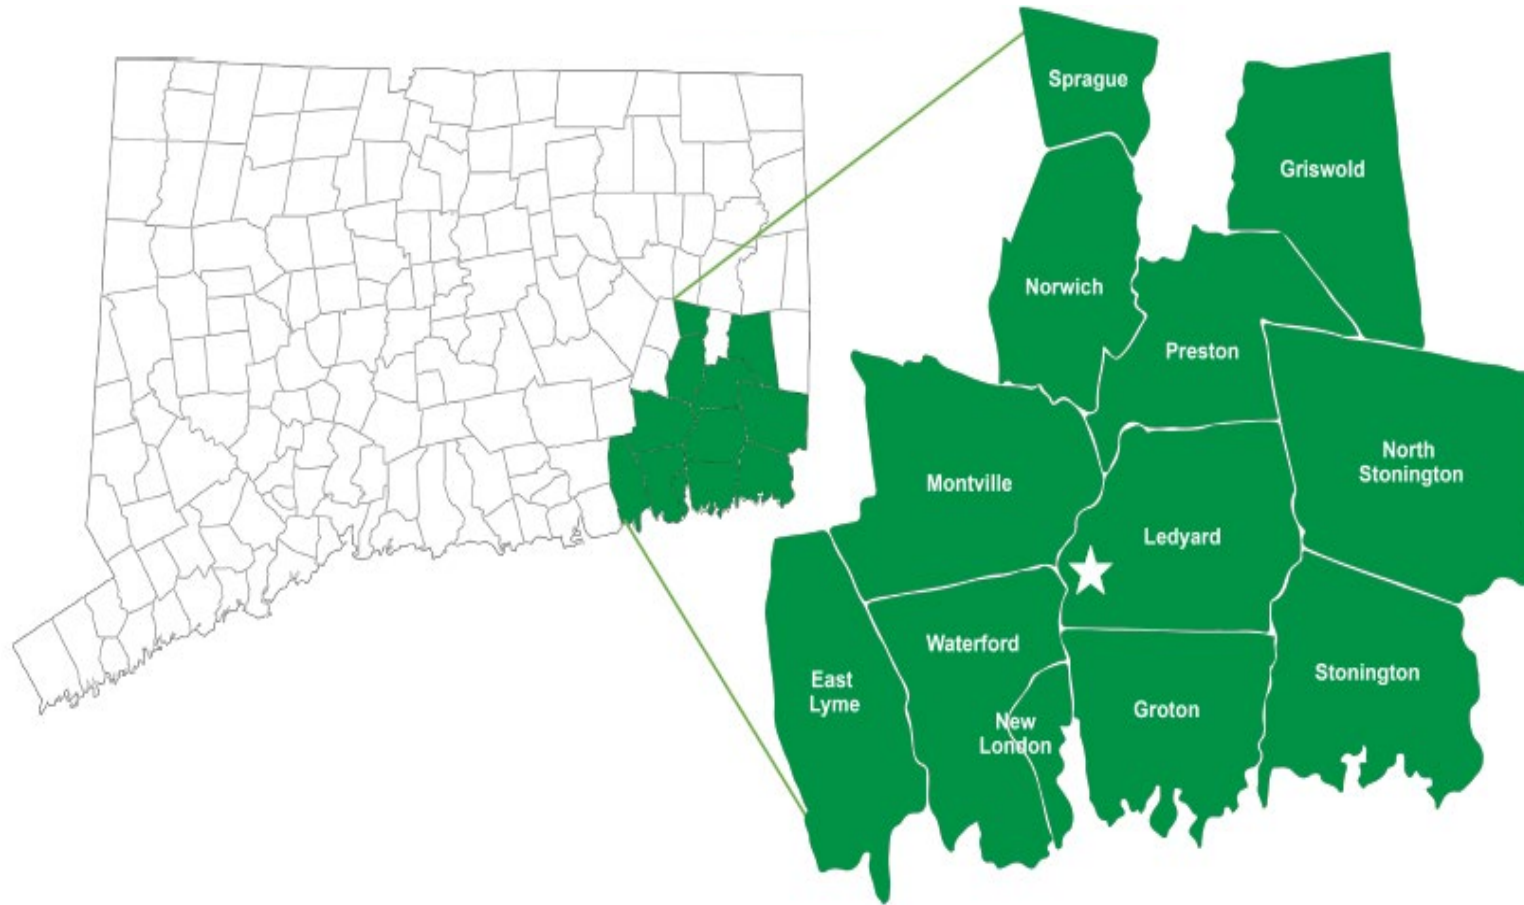 Sprague
Griswold
Norwich
Preston
North
Stonington
Montville
Ledyard
Waterford
East
Lyme
Stonington
Groton
New
London